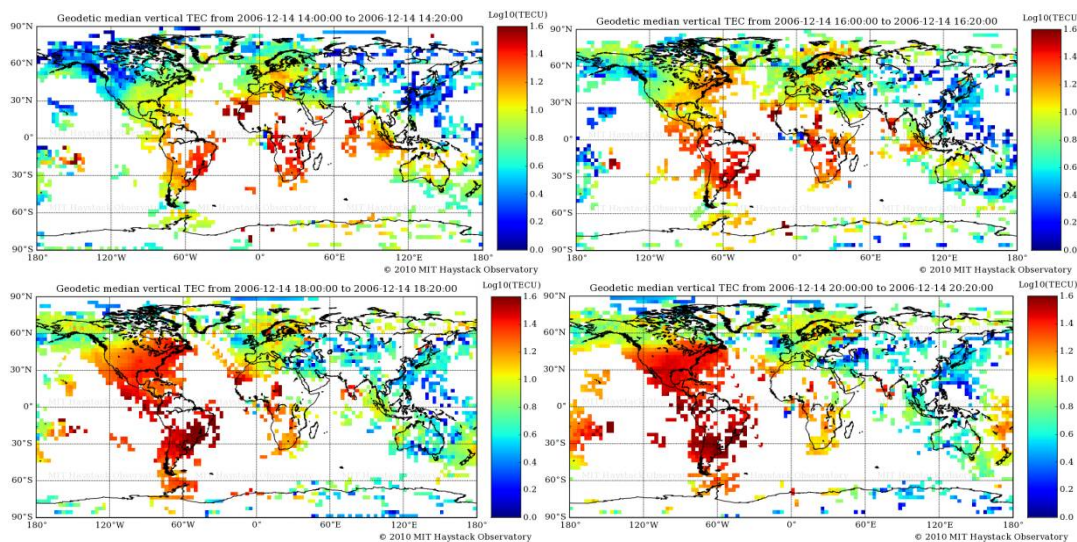 Geodetic median vertical TEC from 2006-12-14 14:00:00 to 2006-12-14 14:20:00
Log10(TECU)
90°N
60°N
30°N
0°
30°S
60°S
90°S
180°
120°W
60°W
0°
60°E
120°E
180°
1.6
1.4
1.2
1.0
0.8
0.6
0.4
0.2
0.0
© 2010 MIT Haystack Observatory
Geodetic median vertical TEC from 2006-12-14 16:00:00 to 2006-12-14 16:20:00
Log10(TECU)
90°N
60°N
30°N
0°
30°S
60°S
90°S
180°
120°W
60°W
0°
60°E
120°E
180°
1.6
1.4
1.2
1.0
0.8
0.6
0.4
0.2
0.0
© 2010 MIT Haystack Observatory
Geodetic median vertical TEC from 2006-12-14 18:00:00 to 2006-12-14 18:20:00
Log10(TECU)
90°N
60°N
30°N
0°
30°S
60°S
90°S
180°
120°W
60°W
0°
60°E
120°E
180°
1.6
1.4
1.2
1.0
0.8
0.6
0.4
0.2
0.0
© 2010 MIT Haystack Observatory
Geodetic median vertical TEC from 2006-12-14 20:00:00 to 2006-12-14 20:20:00
Log10(TECU)
90°N
60°N
30°N
0°
30°S
60°S
90°S
180°
120°W
60°W
0°
60°E
120°E
180°
1.6
1.4
1.2
1.0
0.8
0.6
0.4
0.2
0.0
© 2010 MIT Haystack Observatory